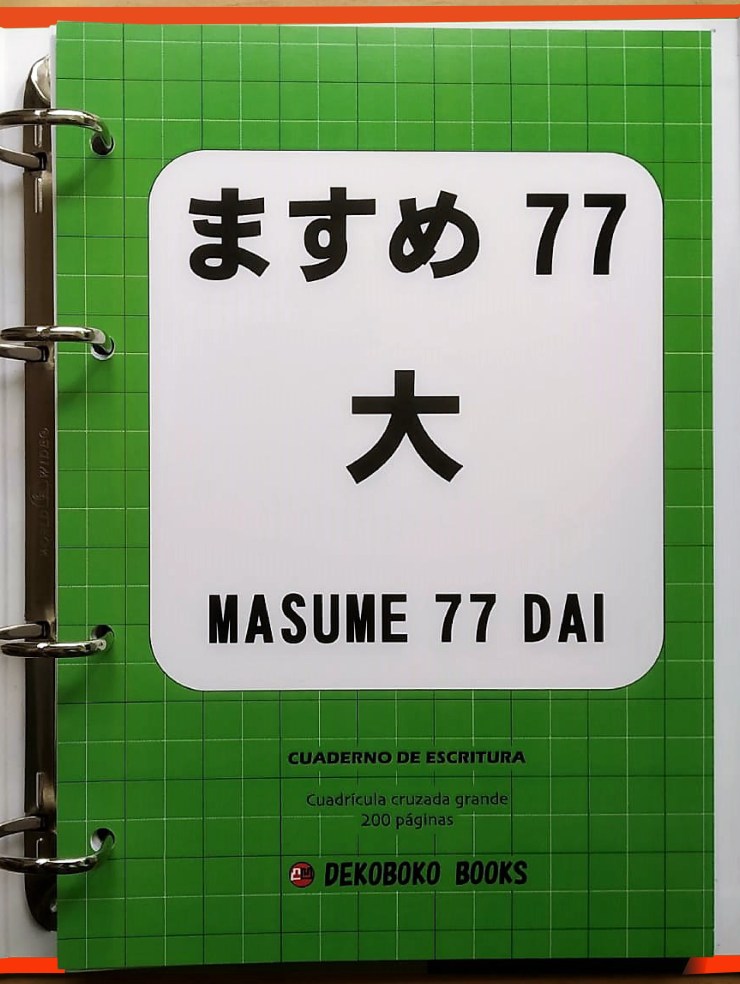 ますめ 77
大
MASUME 77 DAI
CUADERNO DE ESCRITURA
Cuadrícula cruzada grande
200 páginas
DEKOBOKO BOOKS